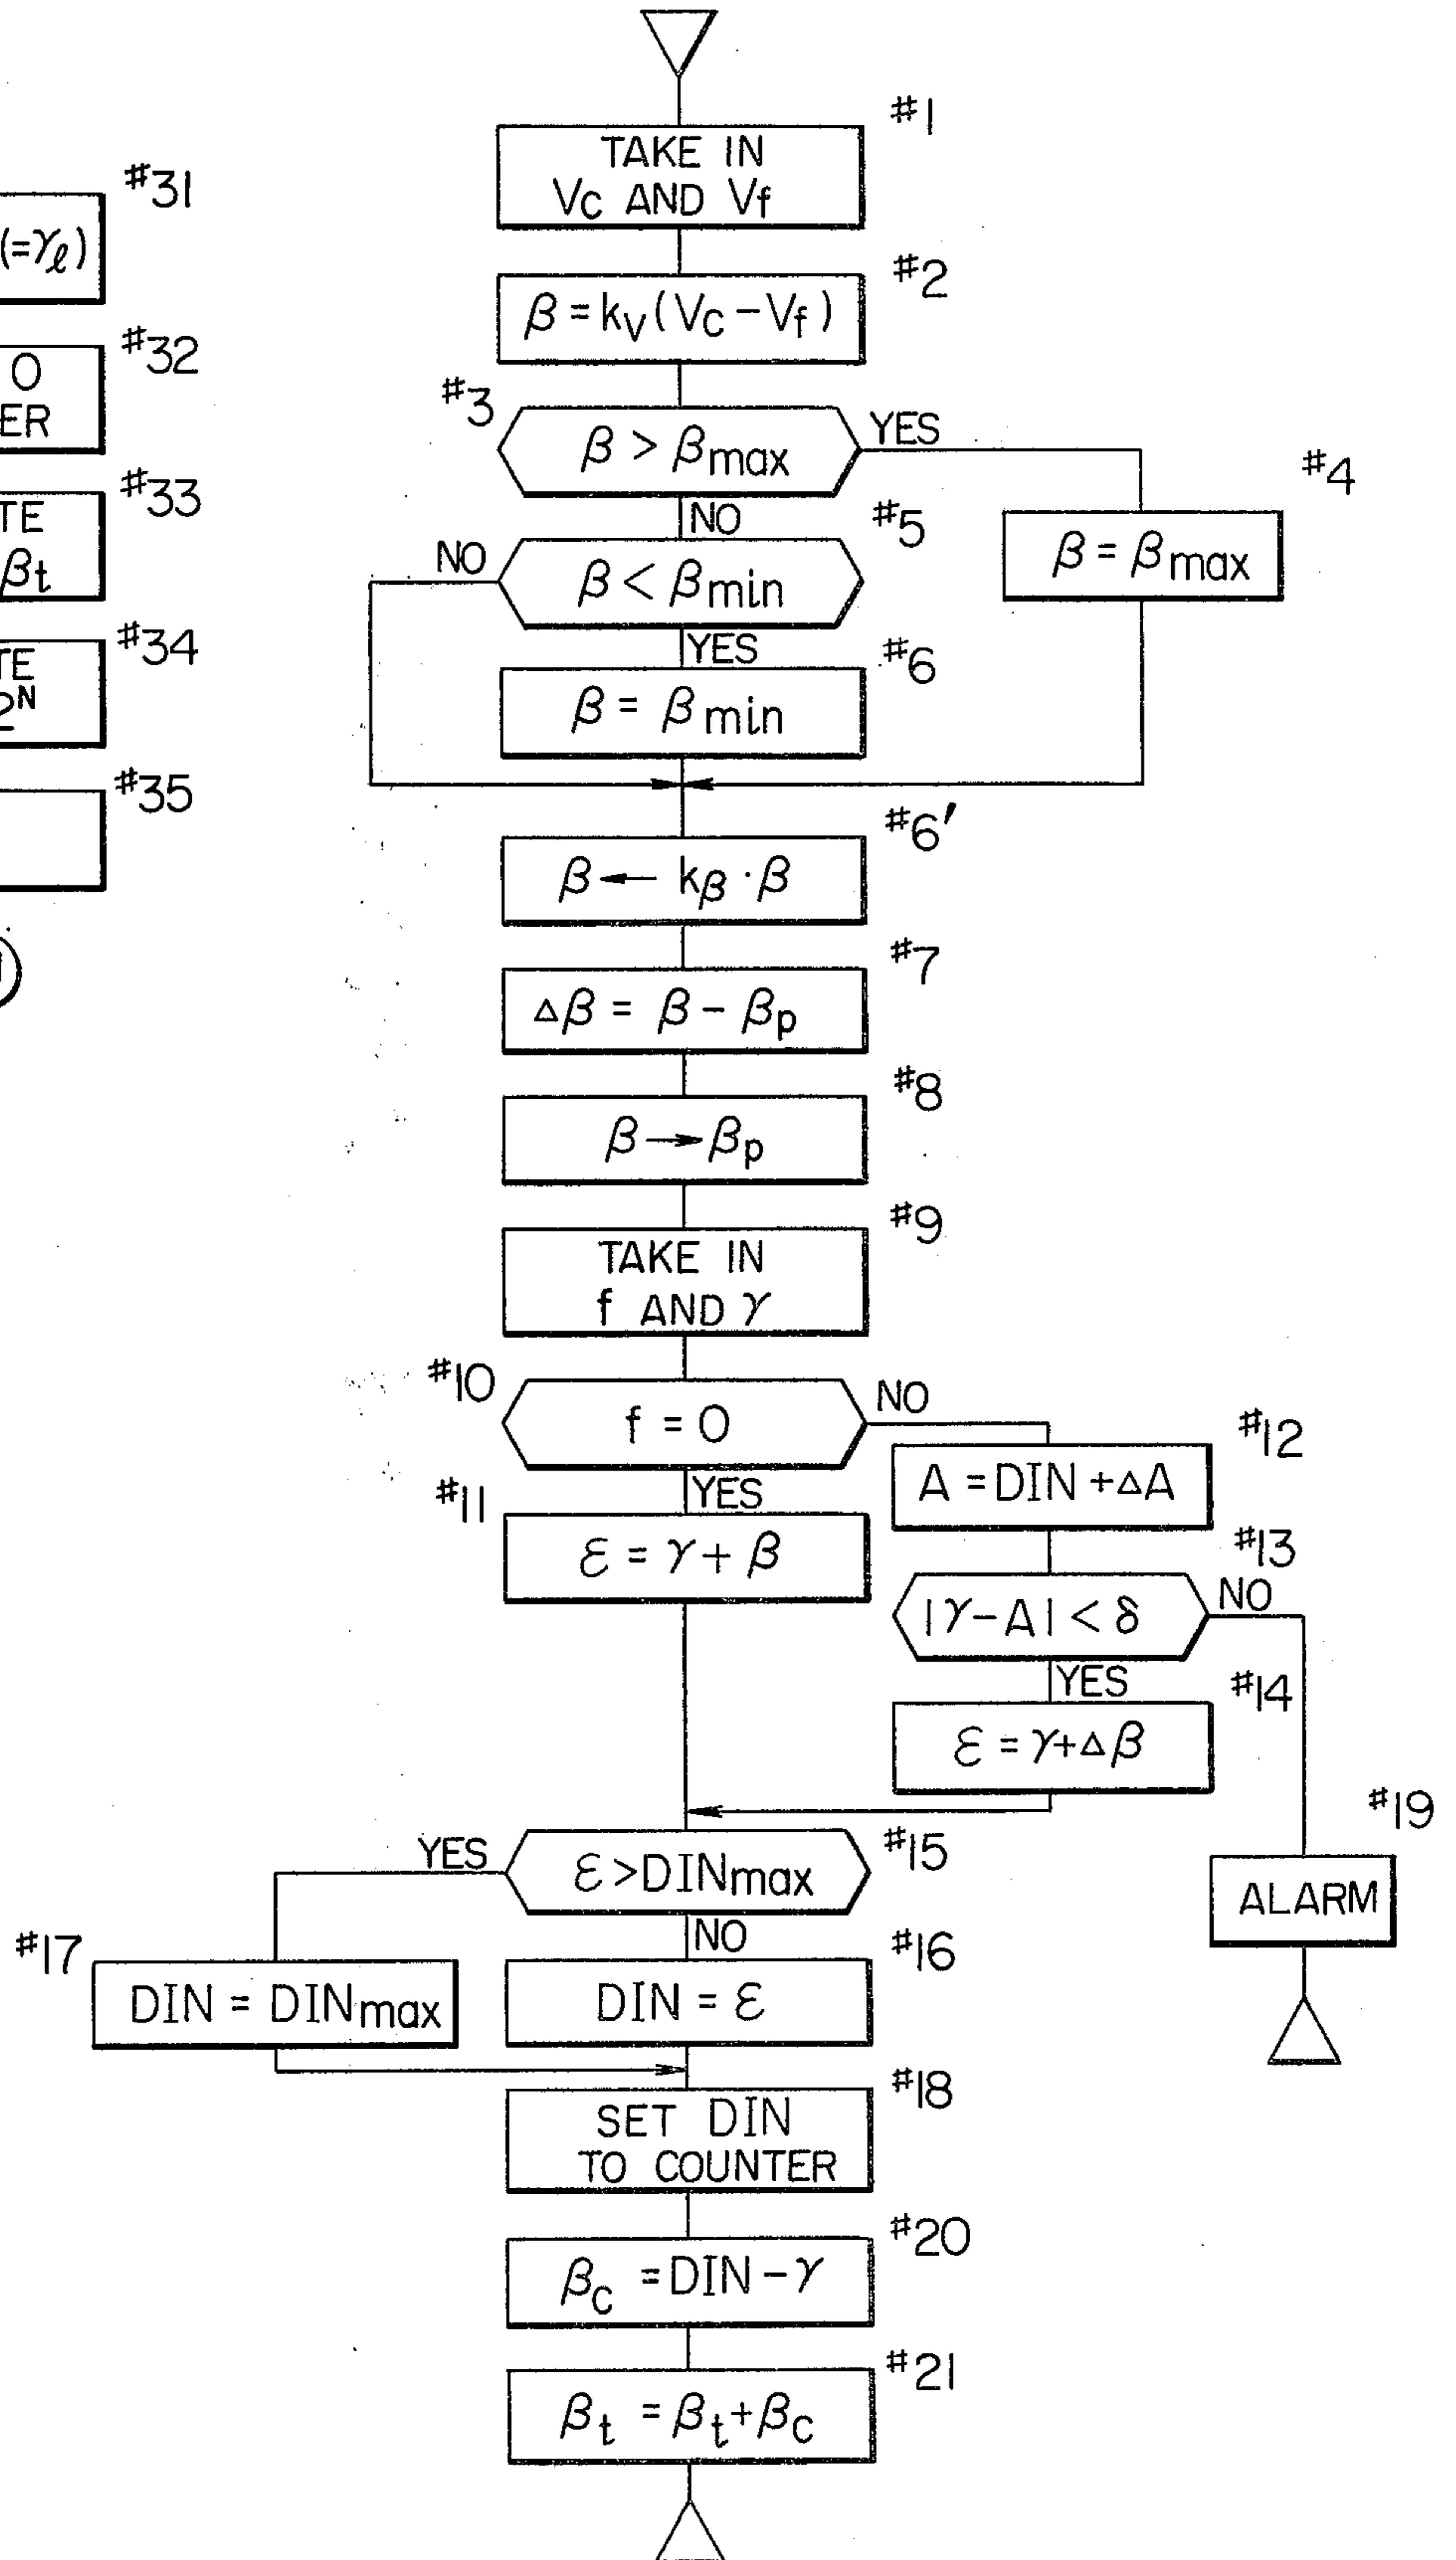 #31
(=γℓ)
#32
O
ER
#33
TE
βt
#34
TE
2ᴺ
#35
#1
TAKE IN
Vc AND Vf
#2
β = kv(Vc − Vf)
#3
β > βmax
YES
#4
β = βmax
NO
#5
NO
β < βmin
YES
#6
β = βmin
#6'
β ← kβ · β
#7
Δβ = β − βp
#8
β → βp
#9
TAKE IN
f AND γ
#10
f = O
NO
#11
YES
ε = γ + β
#12
A = DIN + ΔA
#13
|γ − A| < δ
NO
YES
#14
ε = γ + Δβ
#19
ALARM
#15
YES
ε > DINmax
NO
#17
DIN = DINmax
#16
DIN = ε
#18
SET DIN
TO COUNTER
#20
βc = DIN − γ
#21
βt = βt + βc